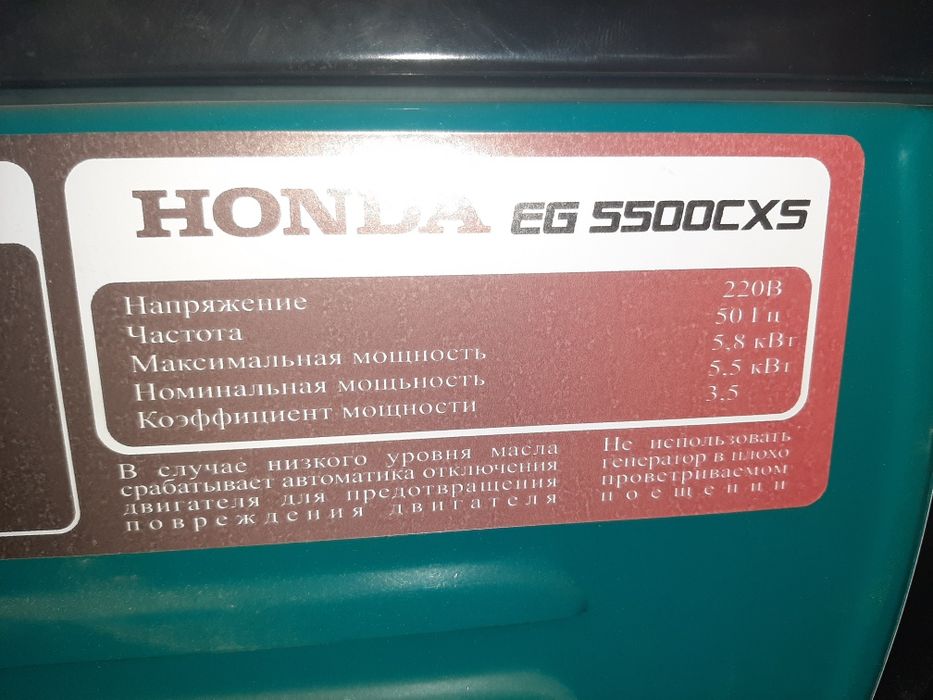 HONDA EG 5500CXS
Напряжение 220В
Частота 50 Гц
Максимальная мощность 5,8 кВт
Номинальная мощьность 5,5 кВт
Коэффициент мощности 3,5
В случае низкого уровня масла
срабатывает автоматика отключения
двигателя для предотвращения
повреждения двигателя
Не использовать
генератор в плохо
проветриваемом
поещенци